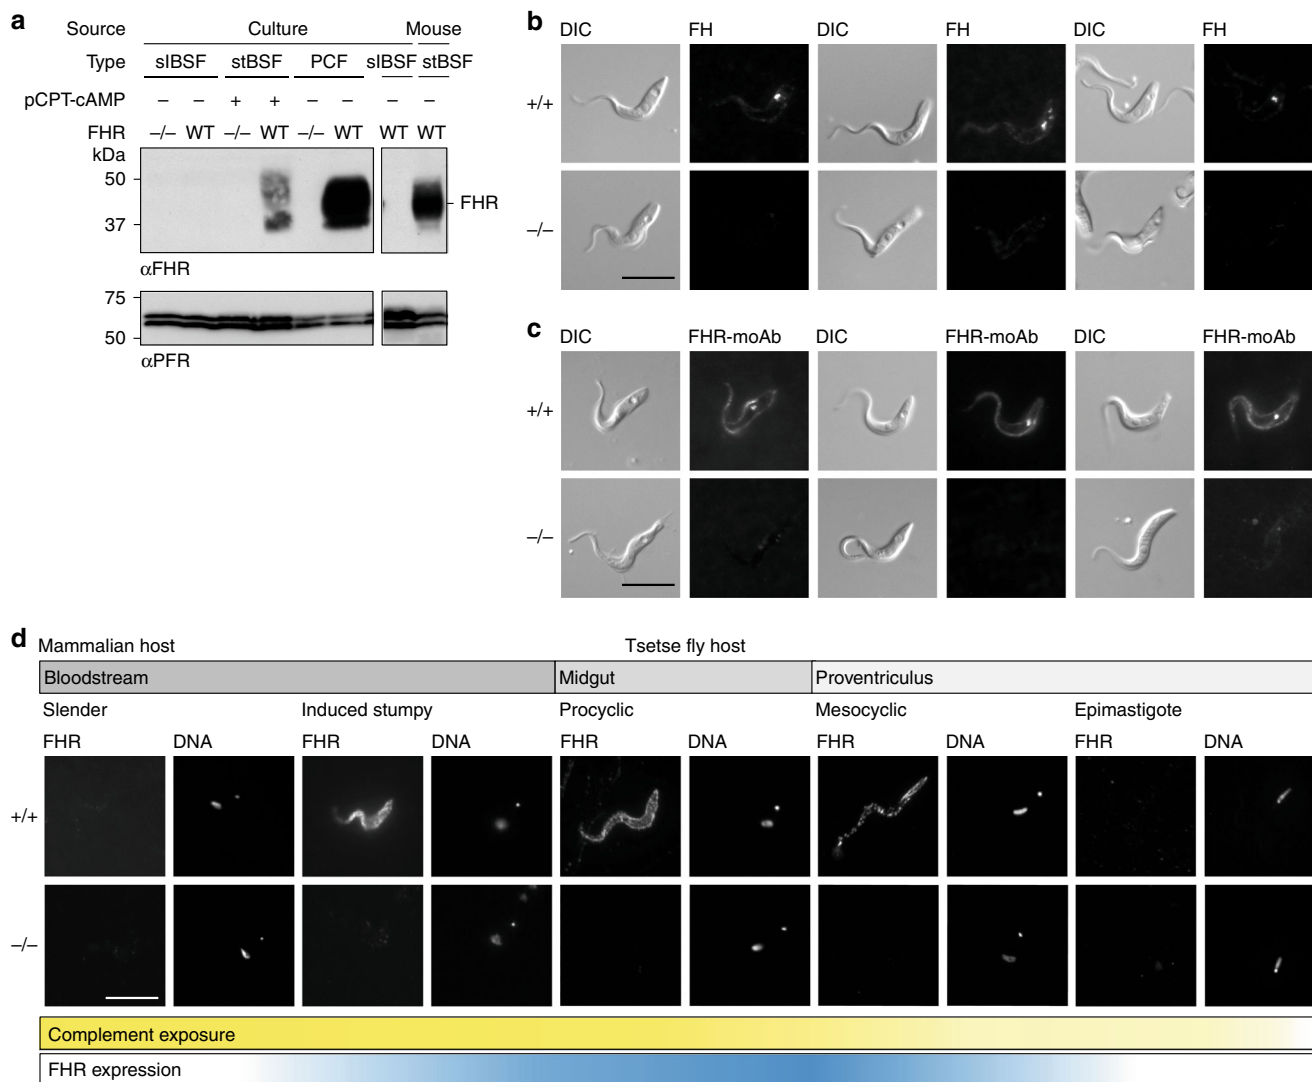 a
Source Culture Mouse
Type slBSF stBSF PCF slBSF stBSF
pCPT-cAMP – – + + – – – –
FHR –/– WT –/– WT –/– WT WT WT
kDa
50
FHR
37
αFHR
75
50
αPFR
b
DIC FH DIC FH DIC FH
+/+
–/–
c
DIC FHR-moAb DIC FHR-moAb DIC FHR-moAb
+/+
–/–
d Mammalian host Tsetse fly host
Bloodstream Midgut Proventriculus
Slender Induced stumpy Procyclic Mesocyclic Epimastigote
FHR DNA FHR DNA FHR DNA FHR DNA FHR DNA
+/+
–/–
Complement exposure
FHR expression